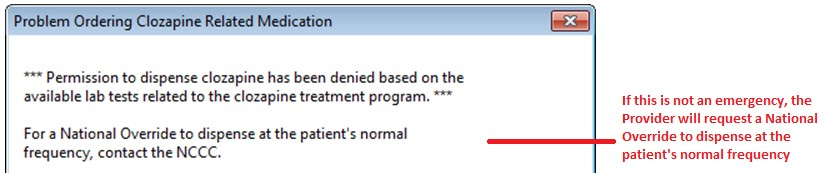 Problem Ordering Clozapine Related Medication
*** Permission to dispense clozapine has been denied based on the
available lab tests related to the clozapine treatment program. ***
For a National Override to dispense at the patient's normal
frequency, contact the NCCC.
If this is not an emergency, the
Provider will request a National
Override to dispense at the
patient's normal frequency